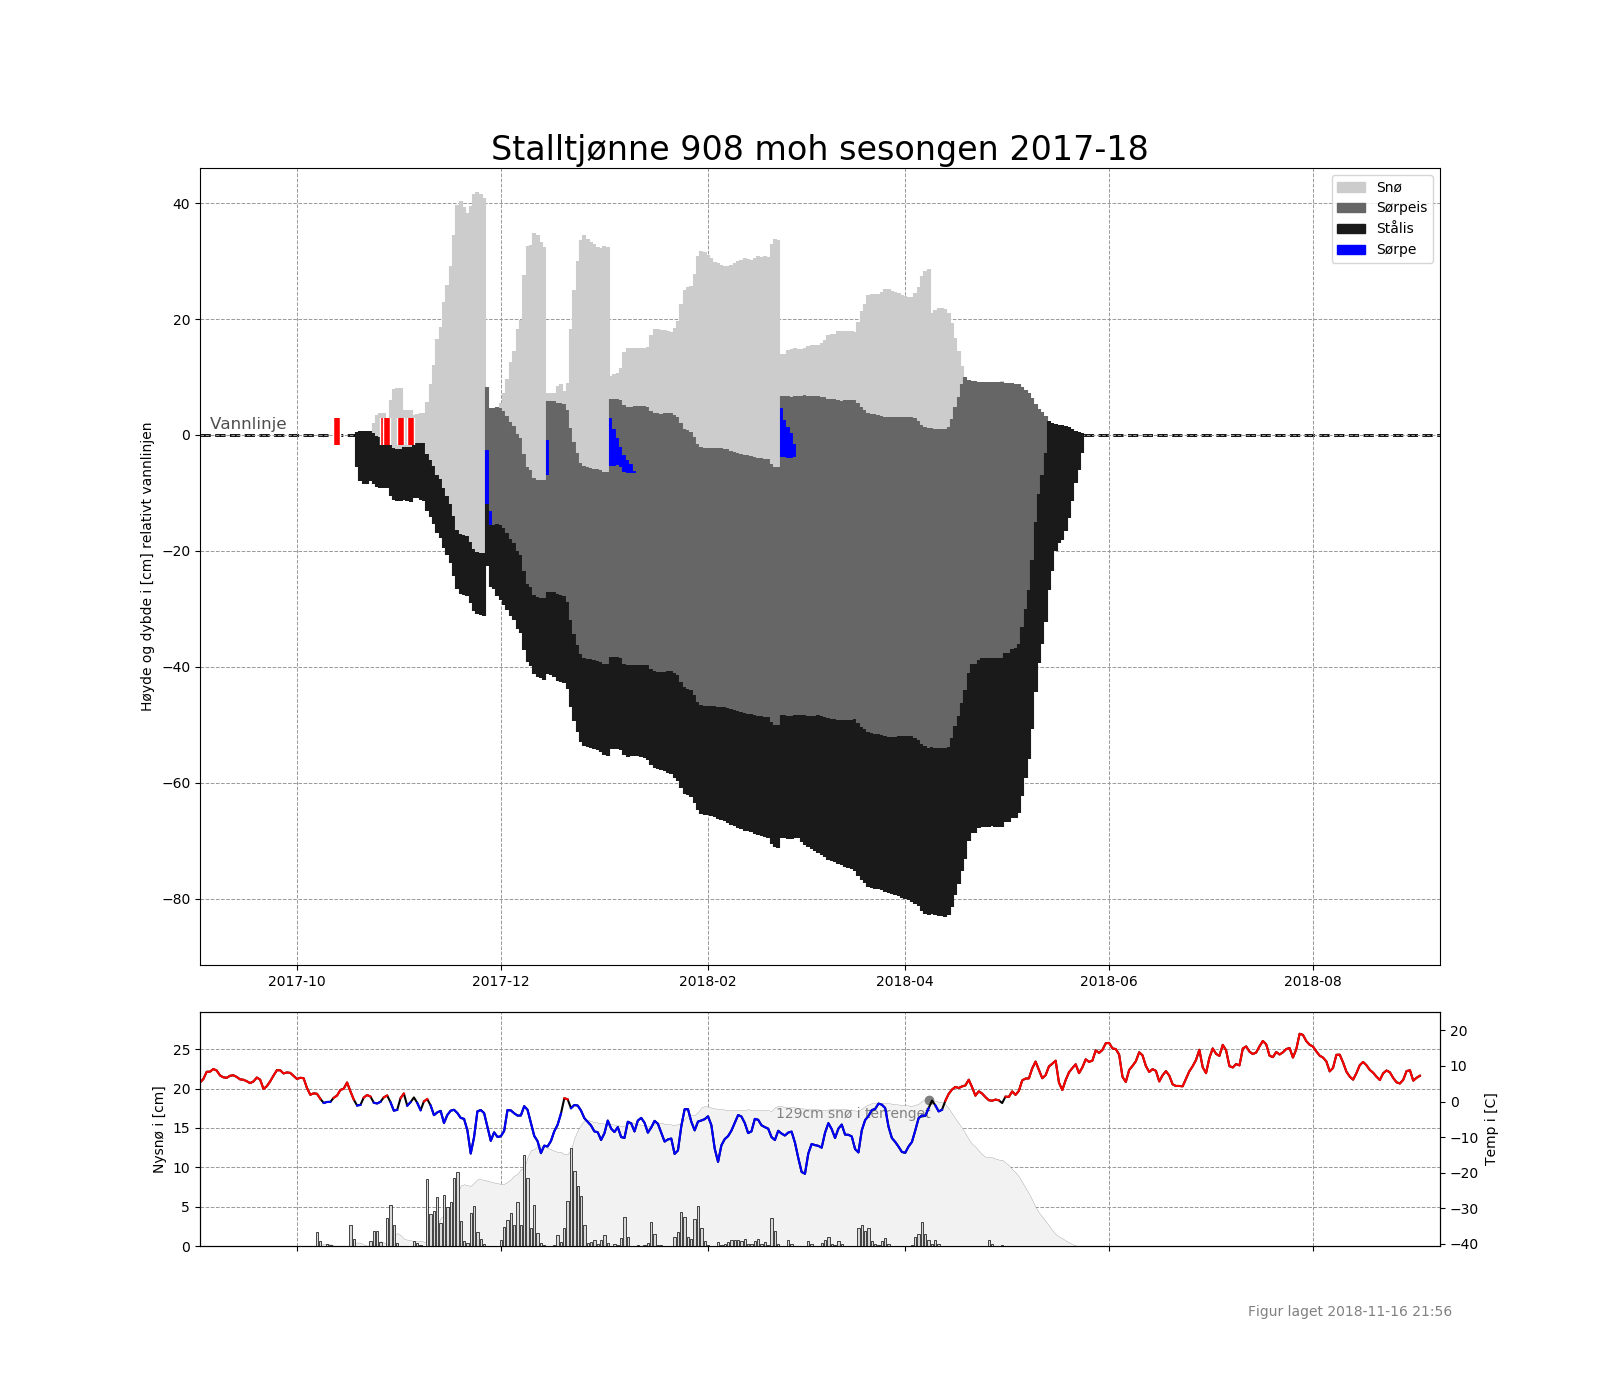 Stalltjønne 908 moh sesongen 2017-18
Snø
Sørpeis
Stålis
Sørpe
40
20
0
−20
−40
−60
−80
Høyde og dybde i [cm] relativt vannlinjen
Vannlinje
2017-10
2017-12
2018-02
2018-04
2018-06
2018-08
25
20
15
10
5
0
Nysnø i [cm]
129cm snø i terrenget
20
10
0
−10
−20
−30
−40
Temp i [C]
Figur laget 2018-11-16 21:56